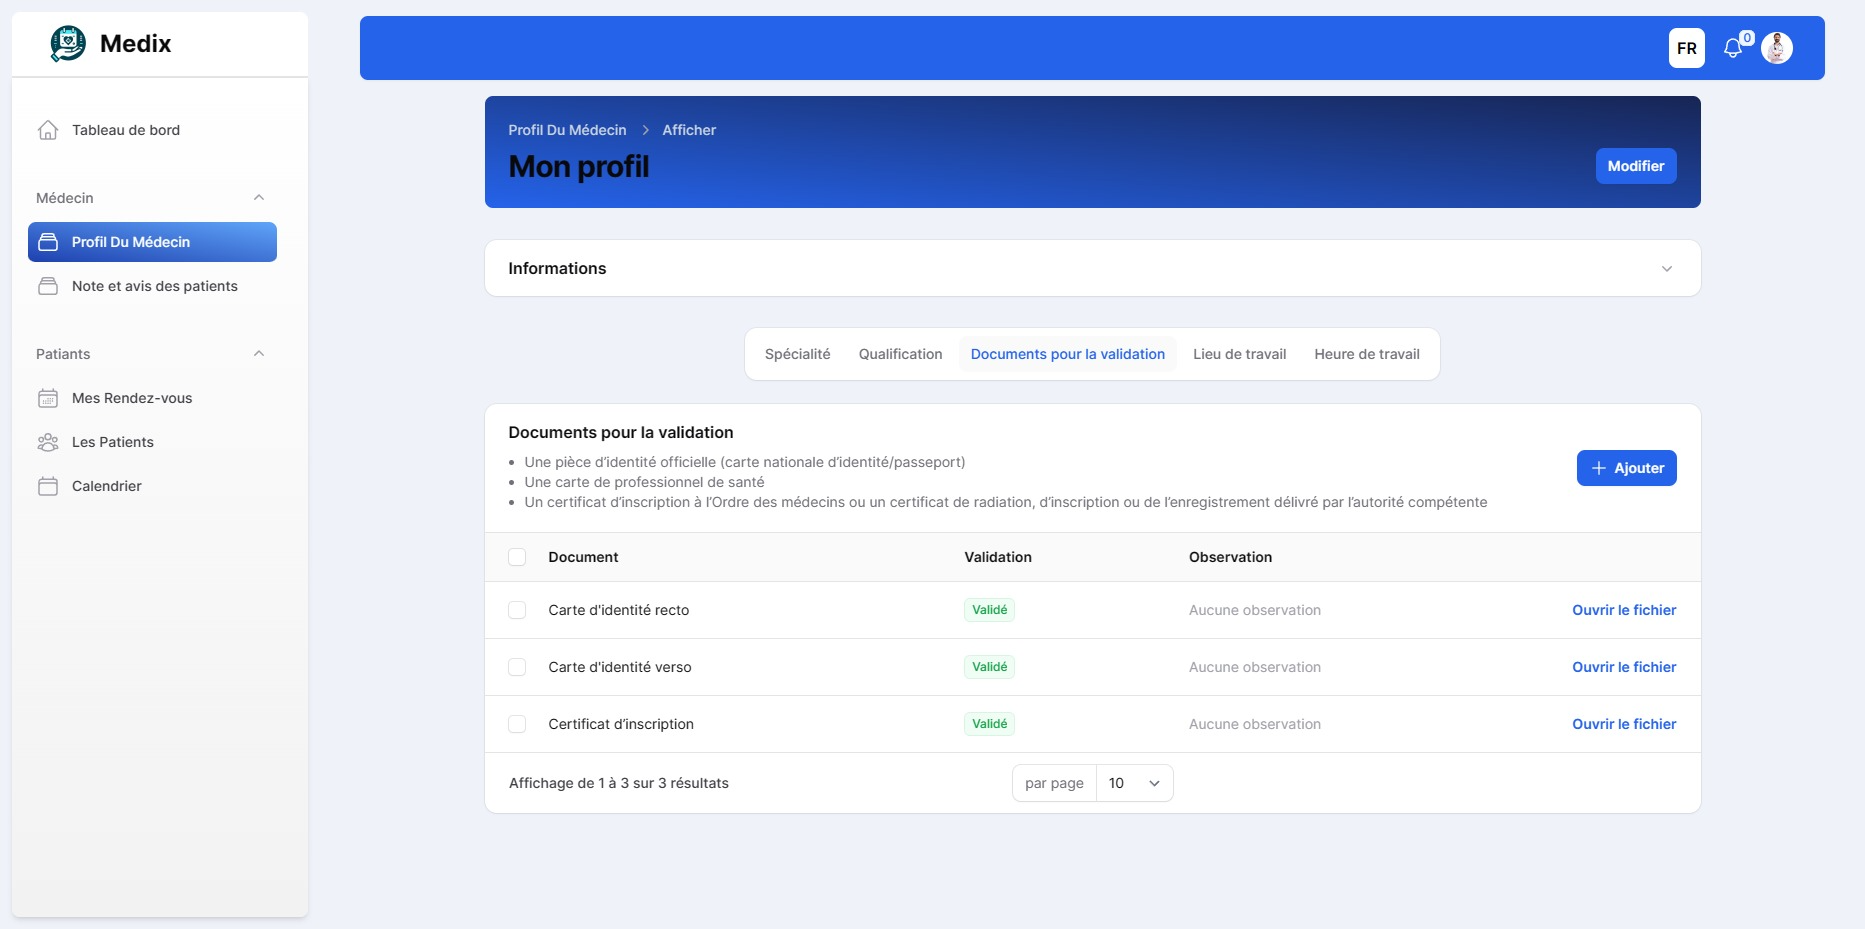 Medix
FR
0
Tableau de bord
Médecin
Profil Du Médecin
Note et avis des patients
Patiants
Mes Rendez-vous
Les Patients
Calendrier
Profil Du Médecin > Afficher
Mon profil
Modifier
Informations
Spécialité Qualification Documents pour la validation Lieu de travail Heure de travail
Documents pour la validation
• Une pièce d’identité officielle (carte nationale d’identité/passeport)
• Une carte de professionnel de santé
• Un certificat d’inscription à l’Ordre des médecins ou un certificat de radiation, d’inscription ou de l’enregistrement délivré par l’autorité compétente
+ Ajouter
Document Validation Observation
Carte d'identité recto Validé Aucune observation Ouvrir le fichier
Carte d'identité verso Validé Aucune observation Ouvrir le fichier
Certificat d’inscription Validé Aucune observation Ouvrir le fichier
Affichage de 1 à 3 sur 3 résultats par page 10